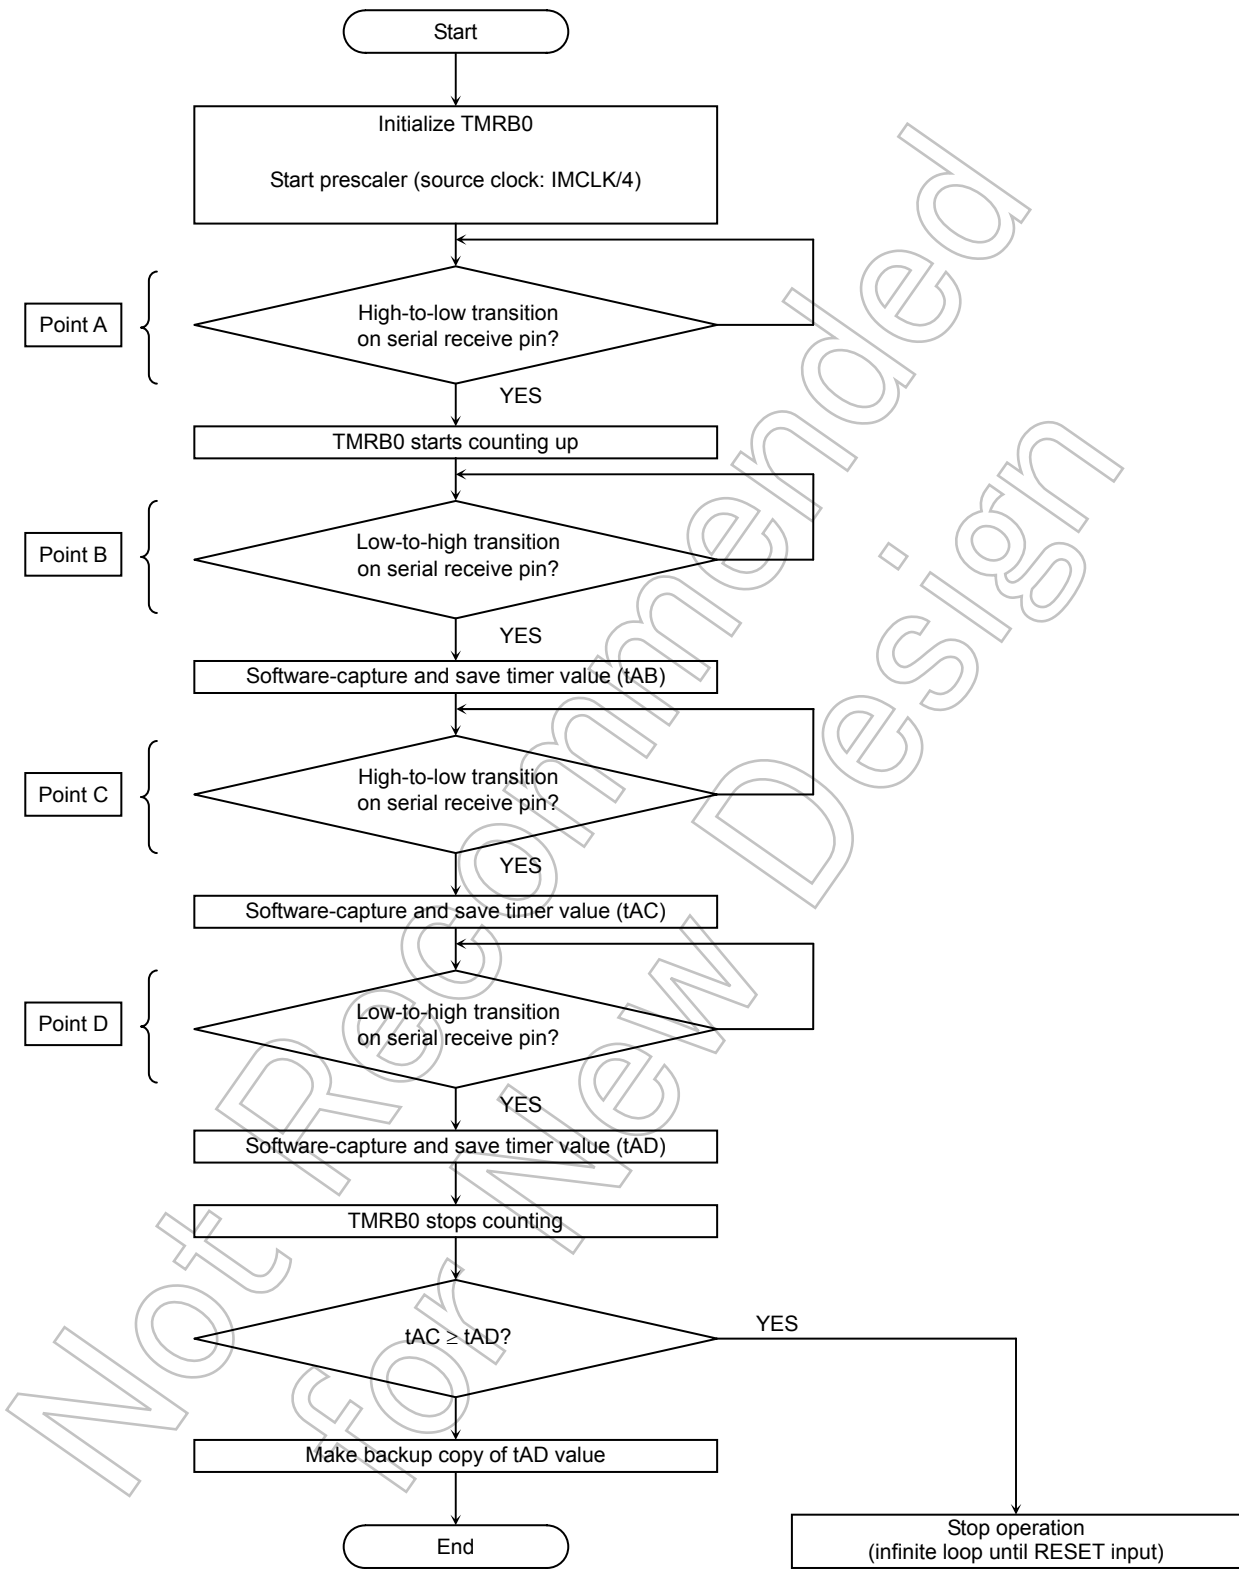 Start
Initialize TMRB0
Start prescaler (source clock: IMCLK/4)
Point A
High-to-low transition
on serial receive pin?
YES
TMRB0 starts counting up
Point B
Low-to-high transition
on serial receive pin?
YES
Software-capture and save timer value (tAB)
Point C
High-to-low transition
on serial receive pin?
YES
Software-capture and save timer value (tAC)
Point D
Low-to-high transition
on serial receive pin?
YES
Software-capture and save timer value (tAD)
TMRB0 stops counting
tAC ≥ tAD?
YES
Make backup copy of tAD value
End
Stop operation
(infinite loop until RESET input)
Not Recommended
for New Design